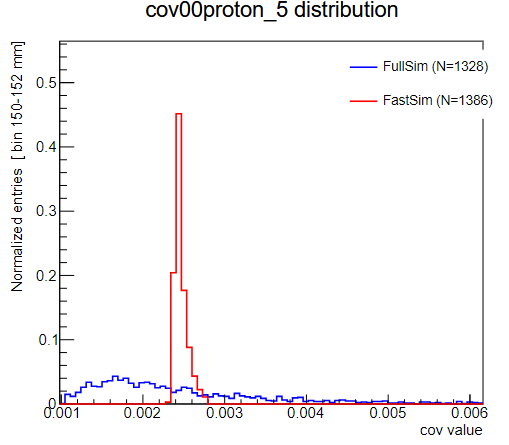 cov00proton_5 distribution
Normalized entries [ bin 150-152 mm]
FullSim (N=1328)
FastSim (N=1386)
0.5
0.4
0.3
0.2
0.1
0
0.001 0.002 0.003 0.004 0.005 0.006
cov value